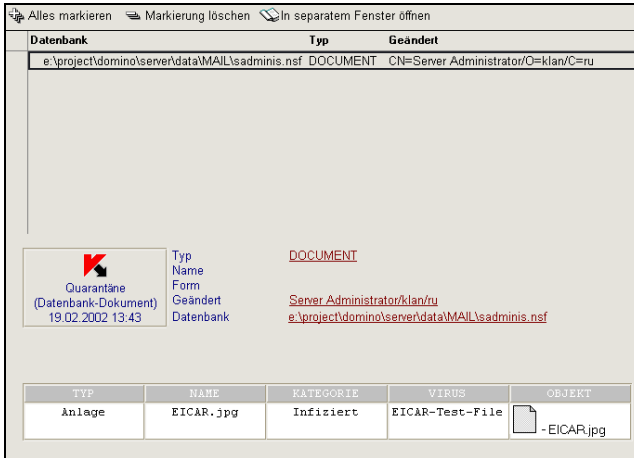 Alles markieren Markierung löschen In separatem Fenster öffnen
Datenbank Typ Geändert
e:\project\domino\server\data\MAIL\sadminis.nsf DOCUMENT CN=Server Administrator/O=klan/C=ru
Quarantäne
(Datenbank-Dokument)
19.02.2002 13:43
Typ DOCUMENT
Name
Form
Geändert Server Administrator/klan/ru
Datenbank e:\project\domino\server\data\MAIL\sadminis.nsf
TYP NAME KATEGORIE VIRUS OBJEKT
Anlage EICAR.jpg Infiziert EICAR-Test-File - EICAR.jpg